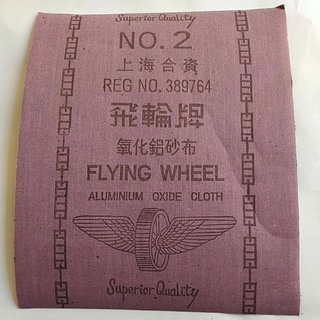 Superior Quality
NO. 2
上海合資
REG NO. 389764
飛輪牌
氧化鋁砂布
FLYING WHEEL
ALUMINIUM OXIDE CLOTH
Superior Quality